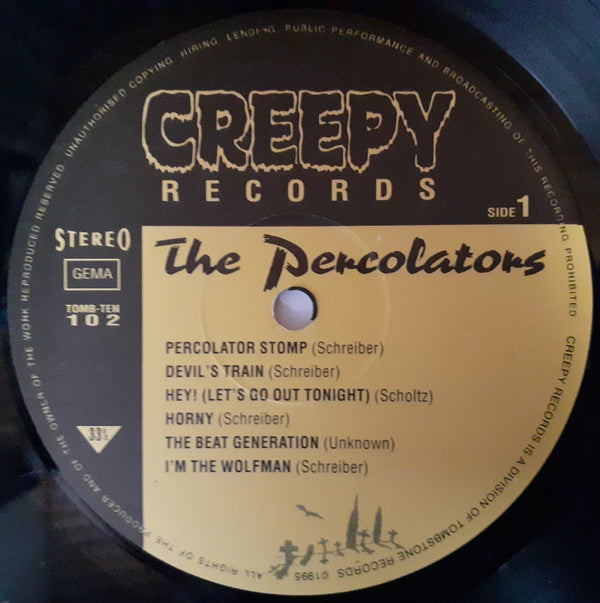 UNAUTHORISED COPYING, HIRING, LENDING, PUBLIC PERFORMANCE AND BROADCASTING OF THIS RECORDING PROHIBITED
CREEPY
RECORDS
SIDE 1
STEREO
GEMA
TOMB-TEN
102
The Percolators
PERCOLATOR STOMP (Schreiber)
DEVIL'S TRAIN (Schreiber)
HEY! (LET'S GO OUT TONIGHT) (Scholtz)
HORNY (Schreiber)
THE BEAT GENERATION (Unknown)
I'M THE WOLFMAN (Schreiber)
33⅓
ALL RIGHTS OF THE PRODUCER AND OF THE OWNER OF THE WORK REPRODUCED RESERVED.
CREEPY RECORDS IS A DIVISION OF TOMBSTONE RECORDS ©1995